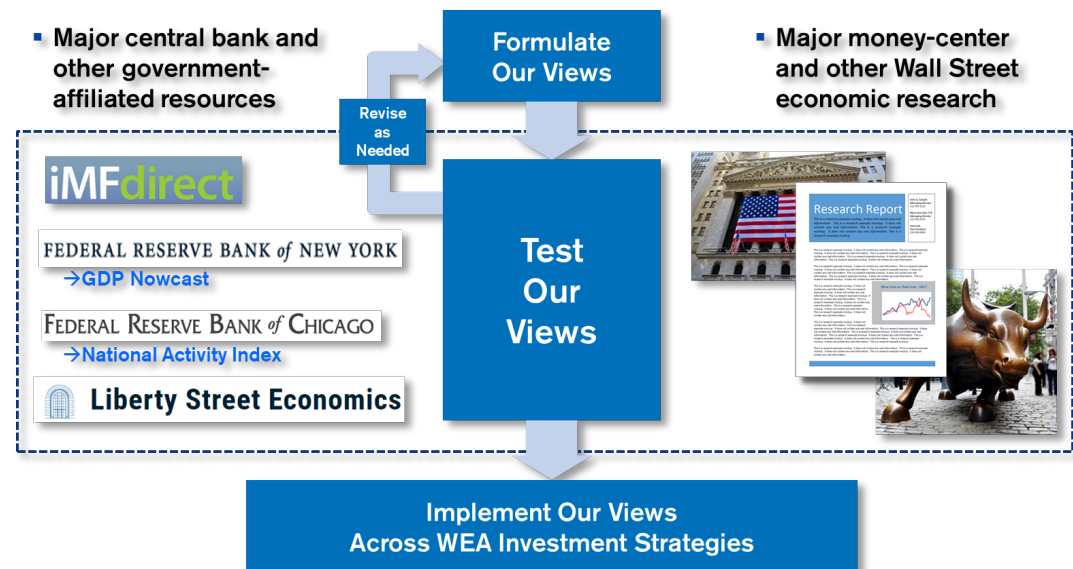 ▪ Major central bank and
other government-
affiliated resources
Formulate
Our Views
▪ Major money-center
and other Wall Street
economic research
Revise
as
Needed
iMFdirect
FEDERAL RESERVE BANK of NEW YORK
→GDP Nowcast
FEDERAL RESERVE BANK of CHICAGO
→National Activity Index
Liberty Street Economics
Test
Our
Views
Research Report
Implement Our Views
Across WEA Investment Strategies